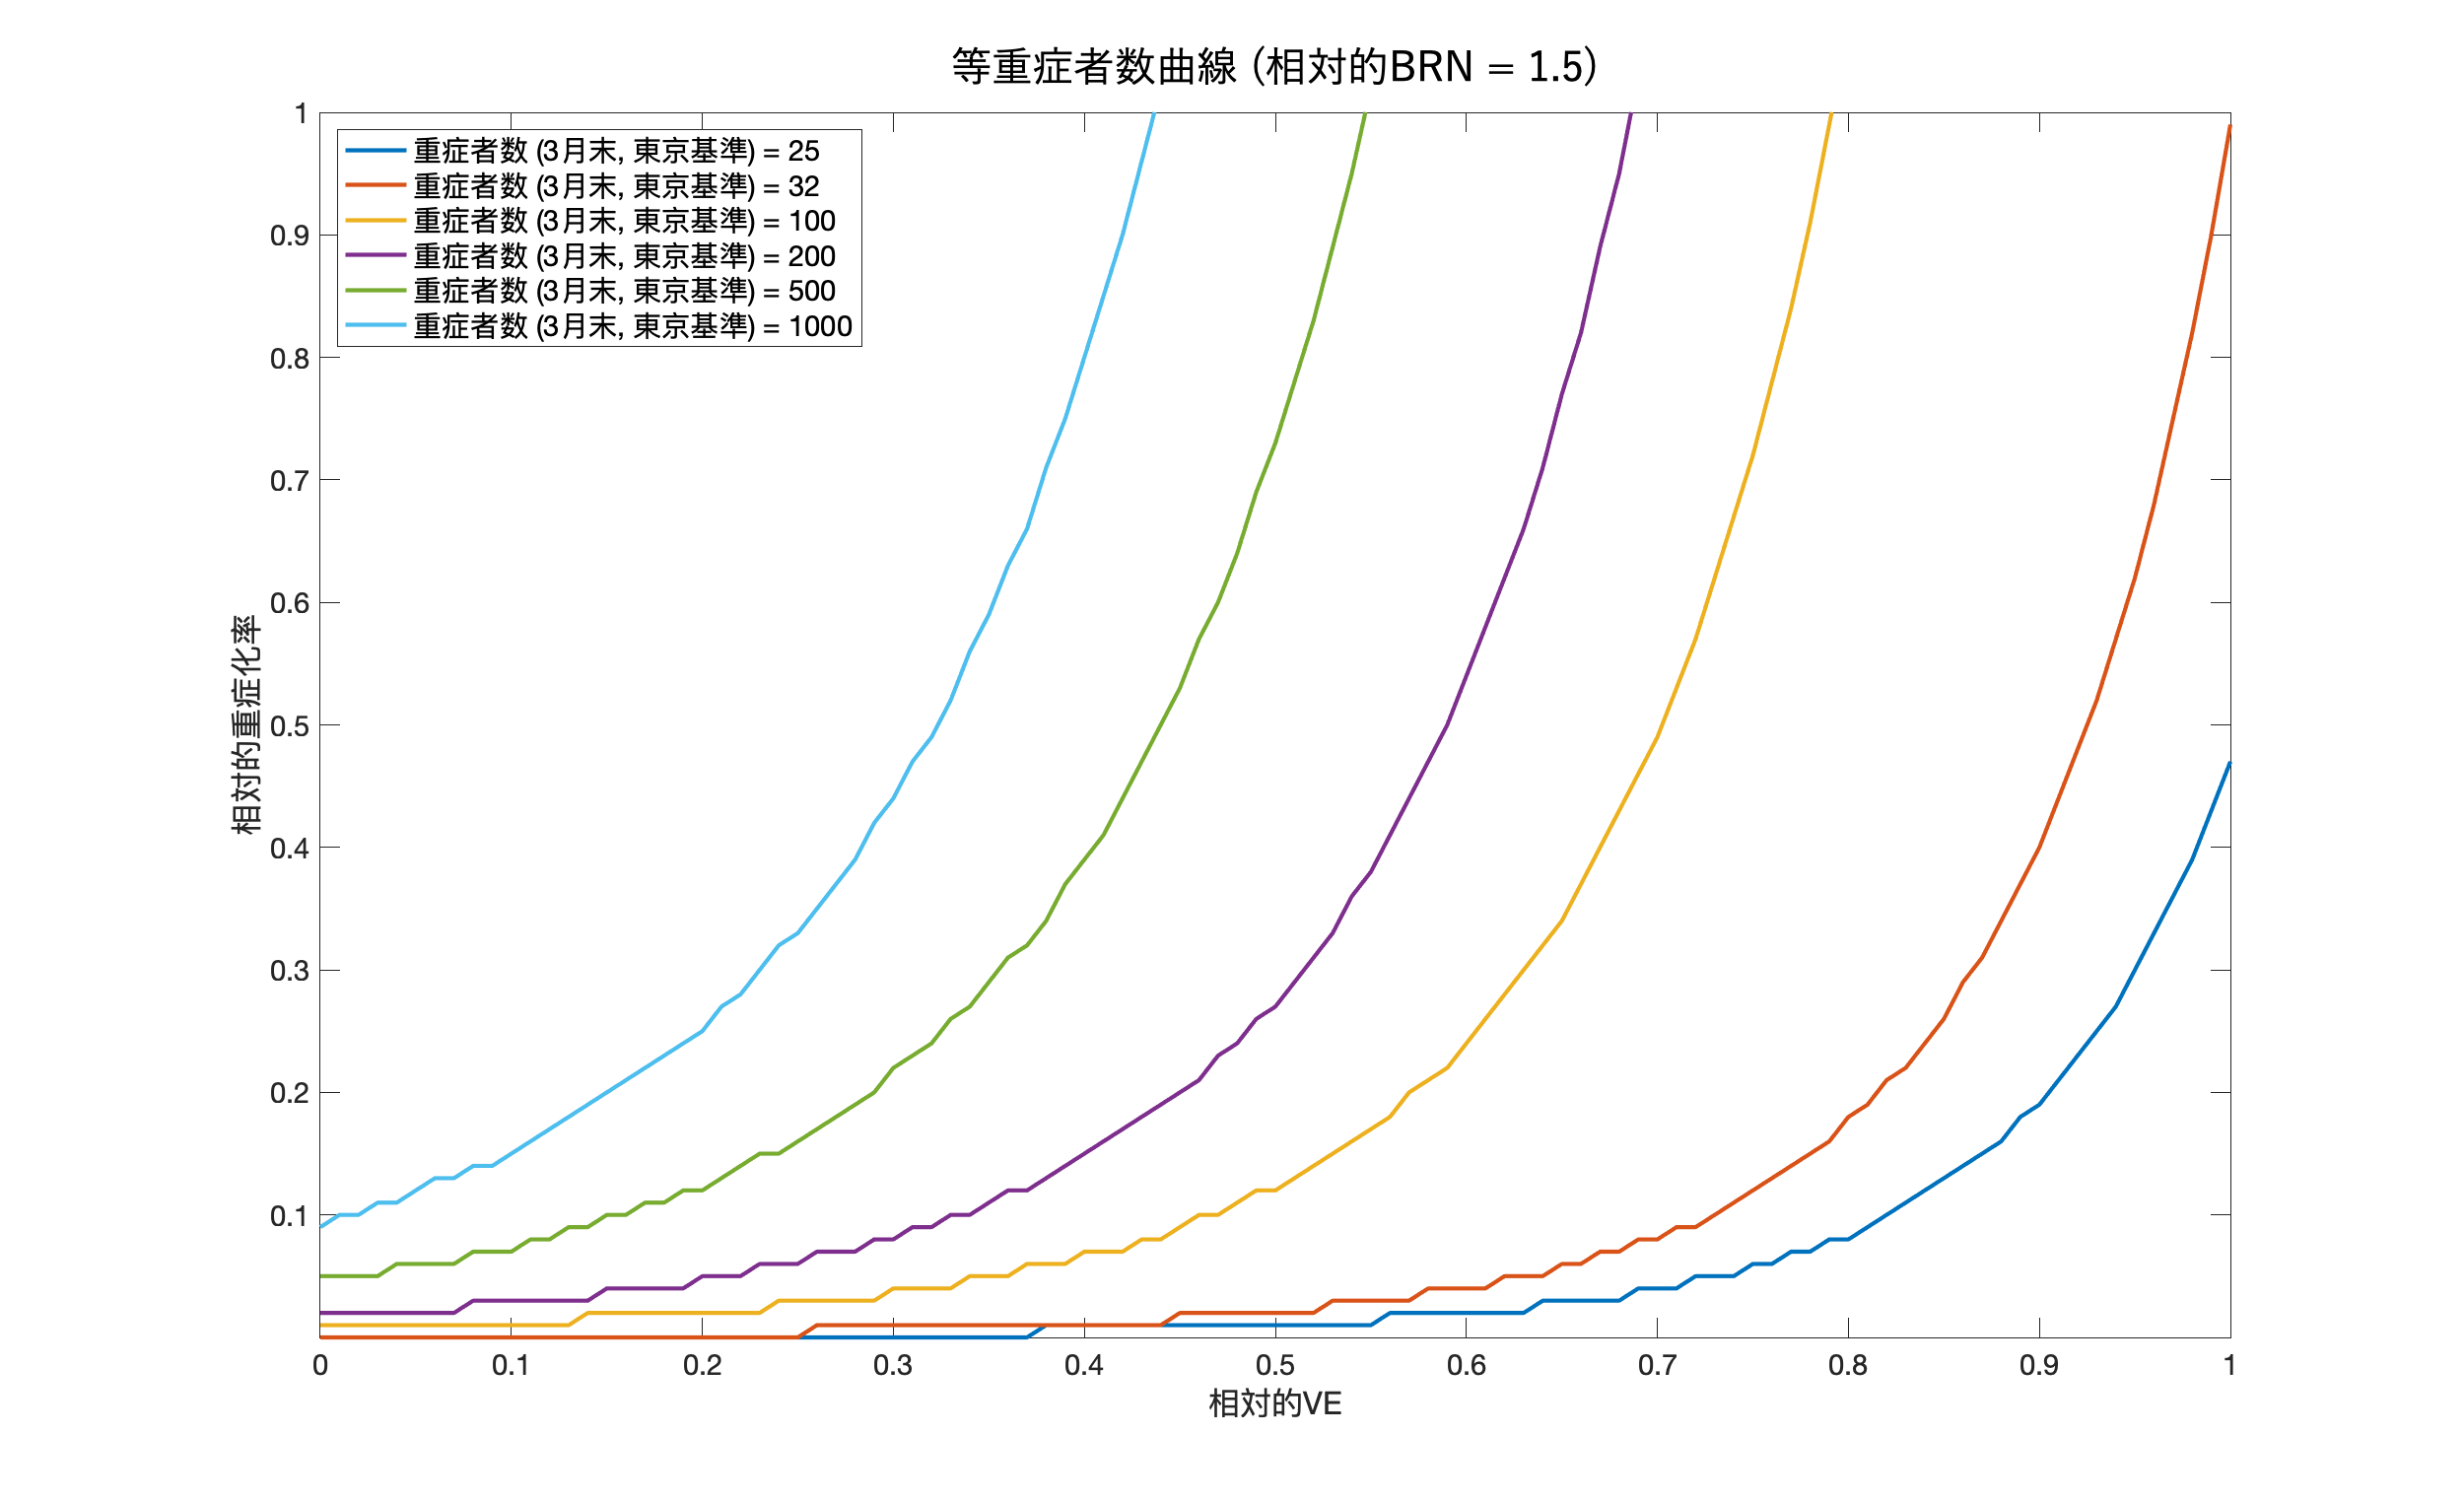 等重症者数曲線 (相対的BRN = 1.5)
重症者数 (3月末, 東京基準) = 25
重症者数 (3月末, 東京基準) = 32
重症者数 (3月末, 東京基準) = 100
重症者数 (3月末, 東京基準) = 200
重症者数 (3月末, 東京基準) = 500
重症者数 (3月末, 東京基準) = 1000
1
0.9
0.8
0.7
0.6
0.5
0.4
0.3
0.2
0.1
相対的重症化率
0 0.1 0.2 0.3 0.4 0.5 0.6 0.7 0.8 0.9 1
相対的VE